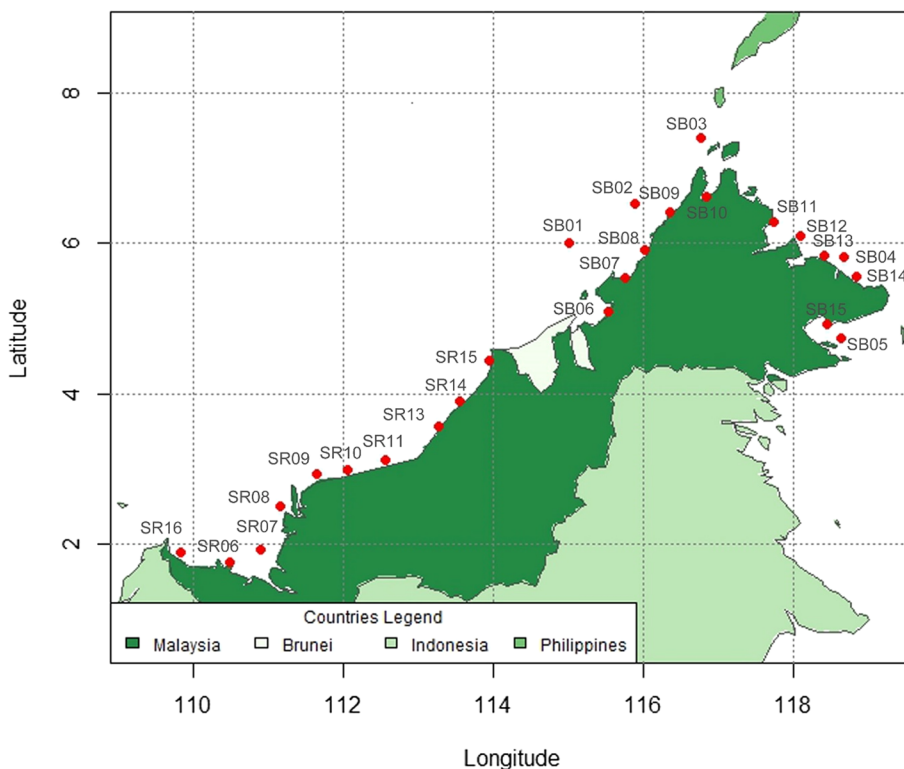 8
6
4
2
Latitude
SB03
SB02
SB09
SB10
SB11
SB01
SB08
SB12
SB13
SB04
SB07
SB14
SB06
SB15
SB05
SR15
SR14
SR13
SR11
SR10
SR09
SR08
SR07
SR16
SR06
Countries Legend
Malaysia Brunei Indonesia Philippines
110 112 114 116 118
Longitude